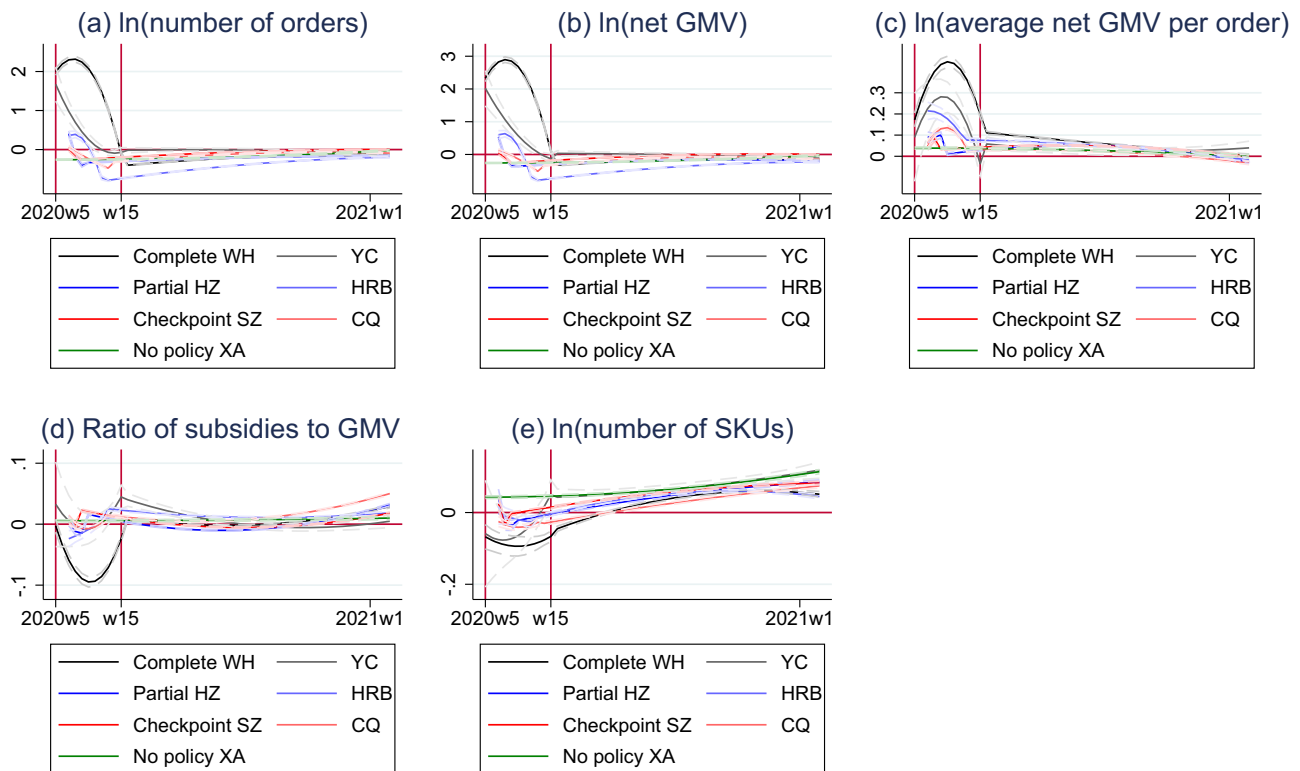 (a) ln(number of orders)
(b) ln(net GMV)
(c) ln(average net GMV per order)
2
1
0
2020w5 w15 2021w1
3
2
1
0
2020w5 w15 2021w1
.3
.2
.1
0
2020w5 w15 2021w1
Complete WH YC
Partial HZ HRB
Checkpoint SZ CQ
No policy XA
Complete WH YC
Partial HZ HRB
Checkpoint SZ CQ
No policy XA
Complete WH YC
Partial HZ HRB
Checkpoint SZ CQ
No policy XA
(d) Ratio of subsidies to GMV
(e) ln(number of SKUs)
.1
0
-.1
2020w5 w15 2021w1
0
-.2
2020w5 w15 2021w1
Complete WH YC
Partial HZ HRB
Checkpoint SZ CQ
No policy XA
Complete WH YC
Partial HZ HRB
Checkpoint SZ CQ
No policy XA